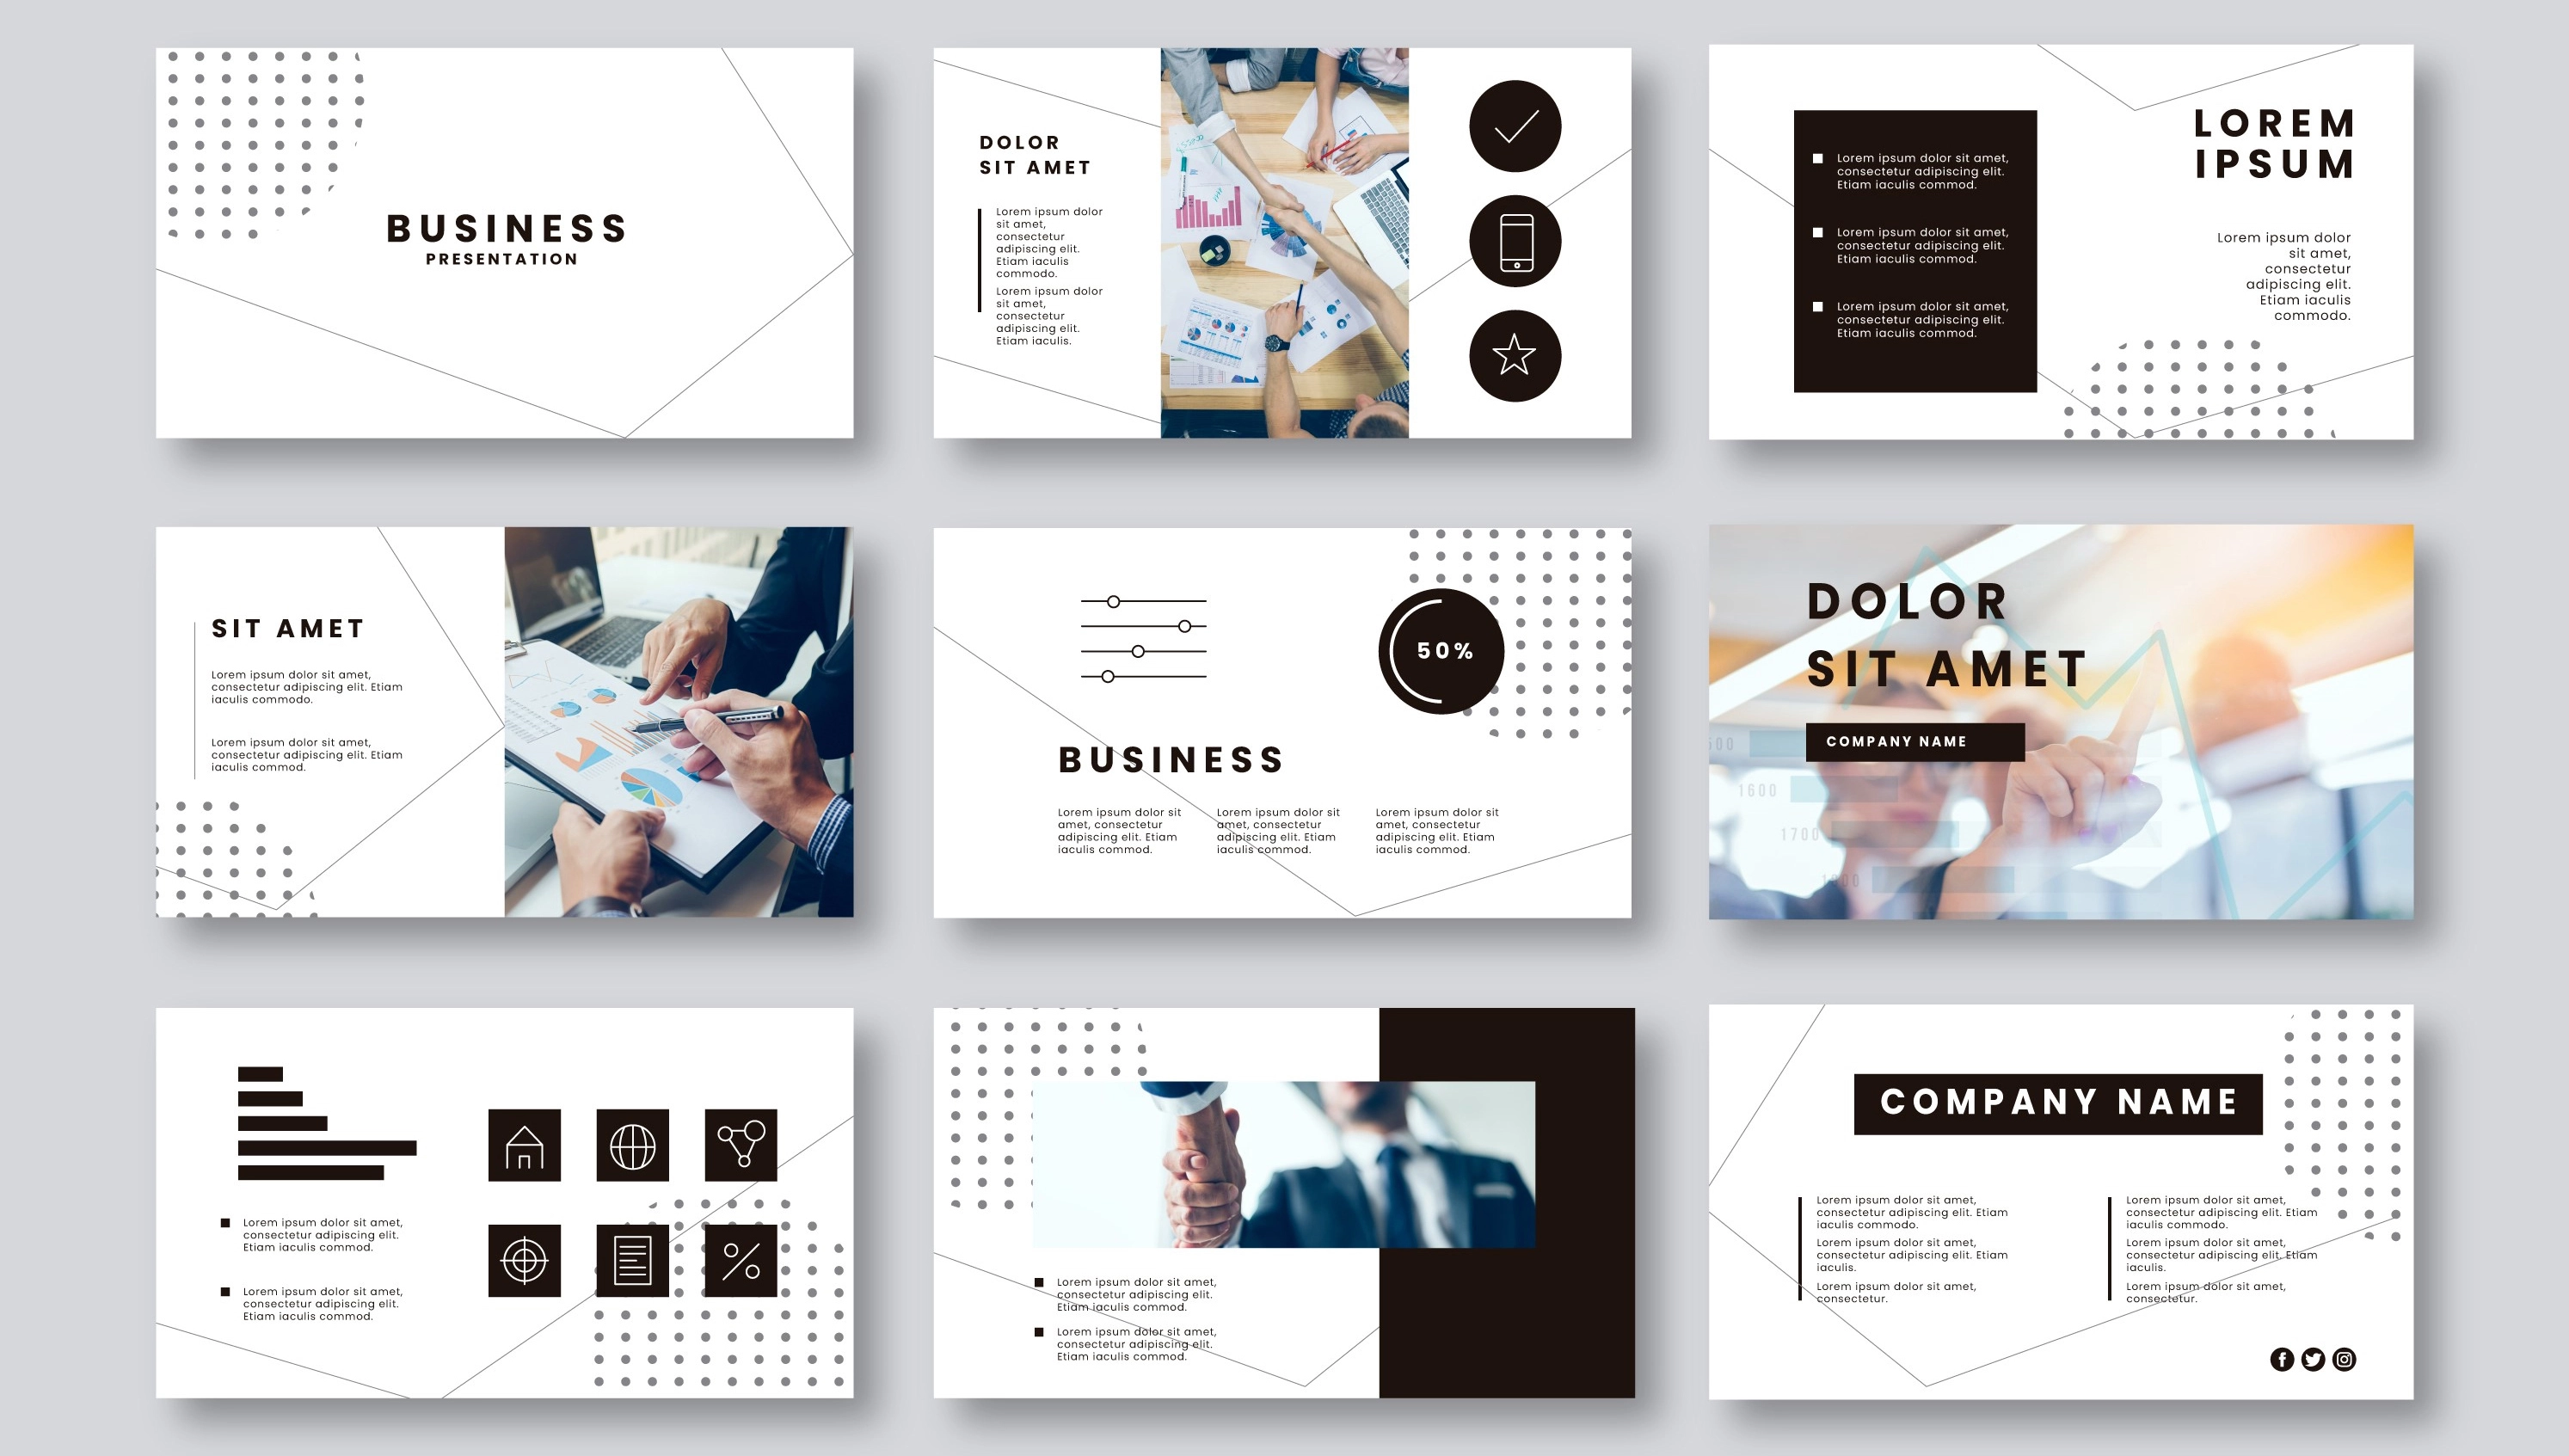 BUSINESS
PRESENTATION
DOLOR
SIT AMET
Lorem ipsum dolor
sit amet,
consectetur
adipiscing elit.
Etiam iaculis
commodo.
Lorem ipsum dolor
sit amet,
consectetur
adipiscing elit.
Etiam iaculis.
Lorem ipsum dolor sit amet,
consectetur adipiscing elit.
Etiam iaculis commod.
Lorem ipsum dolor sit amet,
consectetur adipiscing elit.
Etiam iaculis commod.
Lorem ipsum dolor sit amet,
consectetur adipiscing elit.
Etiam iaculis commod.
LOREM
IPSUM
Lorem ipsum dolor
sit amet,
consectetur
adipiscing elit.
Etiam iaculis
commodo.
SIT AMET
Lorem ipsum dolor sit amet,
consectetur adipiscing elit. Etiam
iaculis commodo.
Lorem ipsum dolor sit amet,
consectetur adipiscing elit. Etiam
iaculis commod.
50%
BUSINESS
Lorem ipsum dolor sit
amet, consectetur
adipiscing elit. Etiam
iaculis commod.
Lorem ipsum dolor sit
amet, consectetur
adipiscing elit. Etiam
iaculis commod.
Lorem ipsum dolor sit
amet, consectetur
adipiscing elit. Etiam
iaculis commod.
DOLOR
SIT AMET
COMPANY NAME
1600
1700
Lorem ipsum dolor sit amet,
consectetur adipiscing elit.
Etiam iaculis commod.
Lorem ipsum dolor sit amet,
consectetur adipiscing elit.
Etiam iaculis commod.
Lorem ipsum dolor sit amet,
consectetur adipiscing elit.
Etiam iaculis commod.
Lorem ipsum dolor sit amet,
consectetur adipiscing elit.
Etiam iaculis commod.
COMPANY NAME
Lorem ipsum dolor sit amet,
consectetur adipiscing elit. Etiam
iaculis commodo.
consectetur adipiscing elit. Etiam
iaculis.
Lorem ipsum dolor sit amet,
consectetur.
Lorem ipsum dolor sit amet,
consectetur adipiscing elit. Etiam
iaculis commodo.
consectetur adipiscing elit. Etiam
iaculis.
Lorem ipsum dolor sit amet,
consectetur.